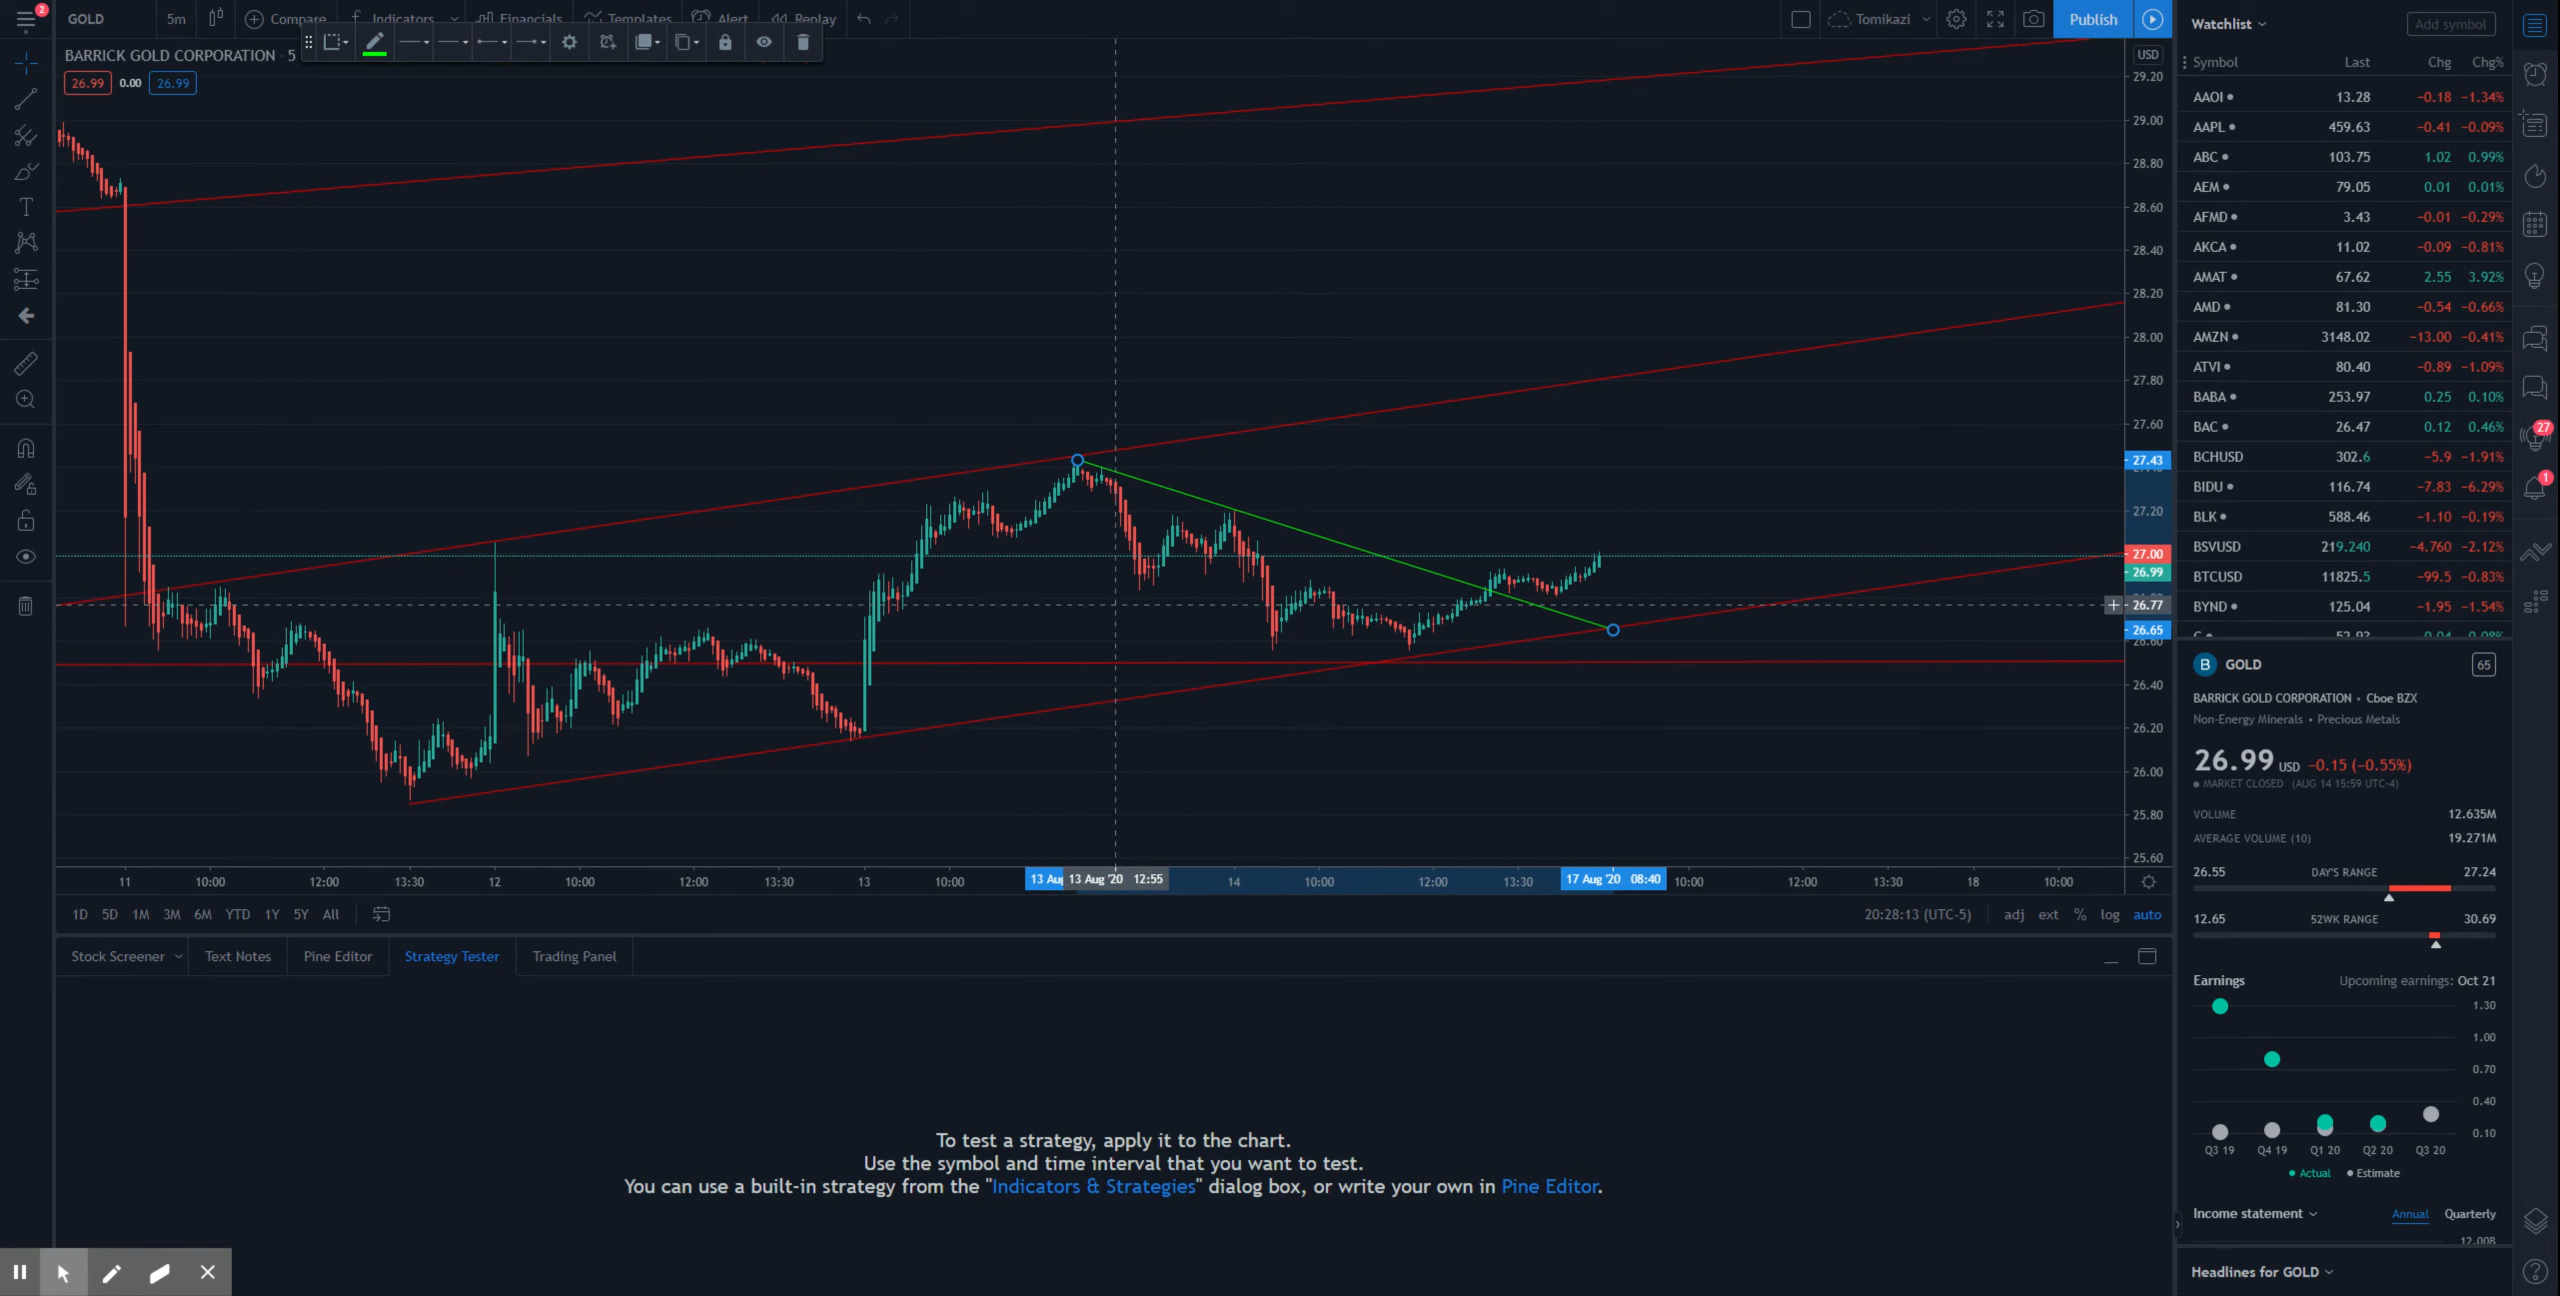 2
GOLD 5m Compare Indicators Financials Templates Alert Replay Tomikazi Publish
BARRICK GOLD CORPORATION · 5
26.99 0.00 26.99
USD
29.20
29.00
28.80
28.60
28.40
28.20
28.00
27.80
27.60
27.43
27.20
27.00
26.99
26.77
26.65
26.40
26.20
26.00
25.80
25.60
11 10:00 12:00 13:30 12 10:00 12:00 13:30 13 10:00 13 Aug 13 Aug '20 12:55 14 10:00 12:00 13:30 17 Aug '20 08:40 10:00 12:00 13:30 18 10:00
1D 5D 1M 3M 6M YTD 1Y 5Y All 20:28:13 (UTC-5) adj ext % log auto
Stock Screener Text Notes Pine Editor Strategy Tester Trading Panel
To test a strategy, apply it to the chart.
Use the symbol and time interval that you want to test.
You can use a built-in strategy from the "Indicators & Strategies" dialog box, or write your own in Pine Editor.
Watchlist Add symbol
Symbol Last Chg Chg%
AAOI 13.28 −0.18 −1.34%
AAPL 459.63 −0.41 −0.09%
ABC 103.75 1.02 0.99%
AEM 79.05 0.01 0.01%
AFMD 3.43 −0.01 −0.29%
AKCA 11.02 −0.09 −0.81%
AMAT 67.62 2.55 3.92%
AMD 81.30 −0.54 −0.66%
AMZN 3148.02 −13.00 −0.41%
ATVI 80.40 −0.89 −1.09%
BABA 253.97 0.25 0.10%
BAC 26.47 0.12 0.46%
BCHUSD 302.6 −5.9 −1.91%
BIDU 116.74 −7.83 −6.29%
BLK 588.46 −1.10 −0.19%
BSVUSD 219.240 −4.760 −2.12%
BTCUSD 11825.5 −99.5 −0.83%
BYND 125.04 −1.95 −1.54%
B GOLD 65
BARRICK GOLD CORPORATION • Cboe BZX
Non-Energy Minerals • Precious Metals
26.99 USD −0.15 (−0.55%)
MARKET CLOSED (AUG 14 15:59 UTC-4)
VOLUME 12.635M
AVERAGE VOLUME (10) 19.271M
26.55 DAY'S RANGE 27.24
12.65 52WK RANGE 30.69
Earnings Upcoming earnings: Oct 21
1.30
1.00
0.70
0.40
0.10
Q3 19 Q4 19 Q1 20 Q2 20 Q3 20
Actual Estimate
Income statement Annual Quarterly
12.00B
Headlines for GOLD
27
1